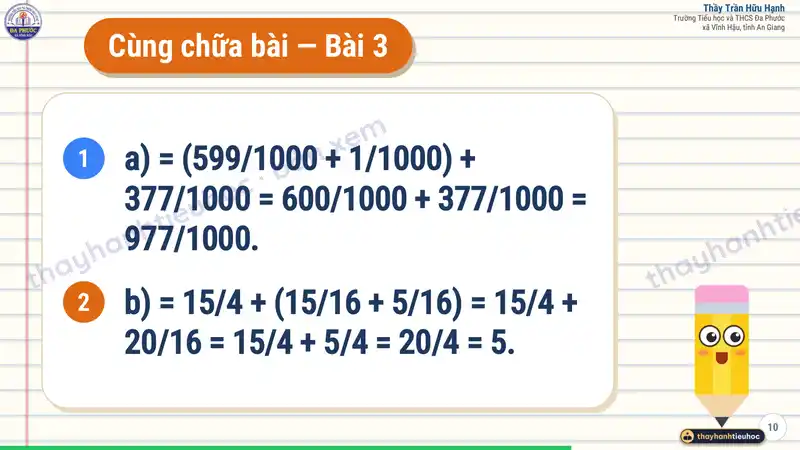 Thầy Trần Hữu Hạnh
Trường Tiểu học và THCS Đa Phước
xã Vĩnh Hậu, tỉnh An Giang
ĐA PHƯỚC
Cùng chữa bài – Bài 3
1
a) = (599/1000 + 1/1000) +
377/1000 = 600/1000 + 377/1000 =
977/1000.
2
b) = 15/4 + (15/16 + 5/16) = 15/4 +
20/16 = 15/4 + 5/4 = 20/4 = 5.
thayhanhtieuhoc
10